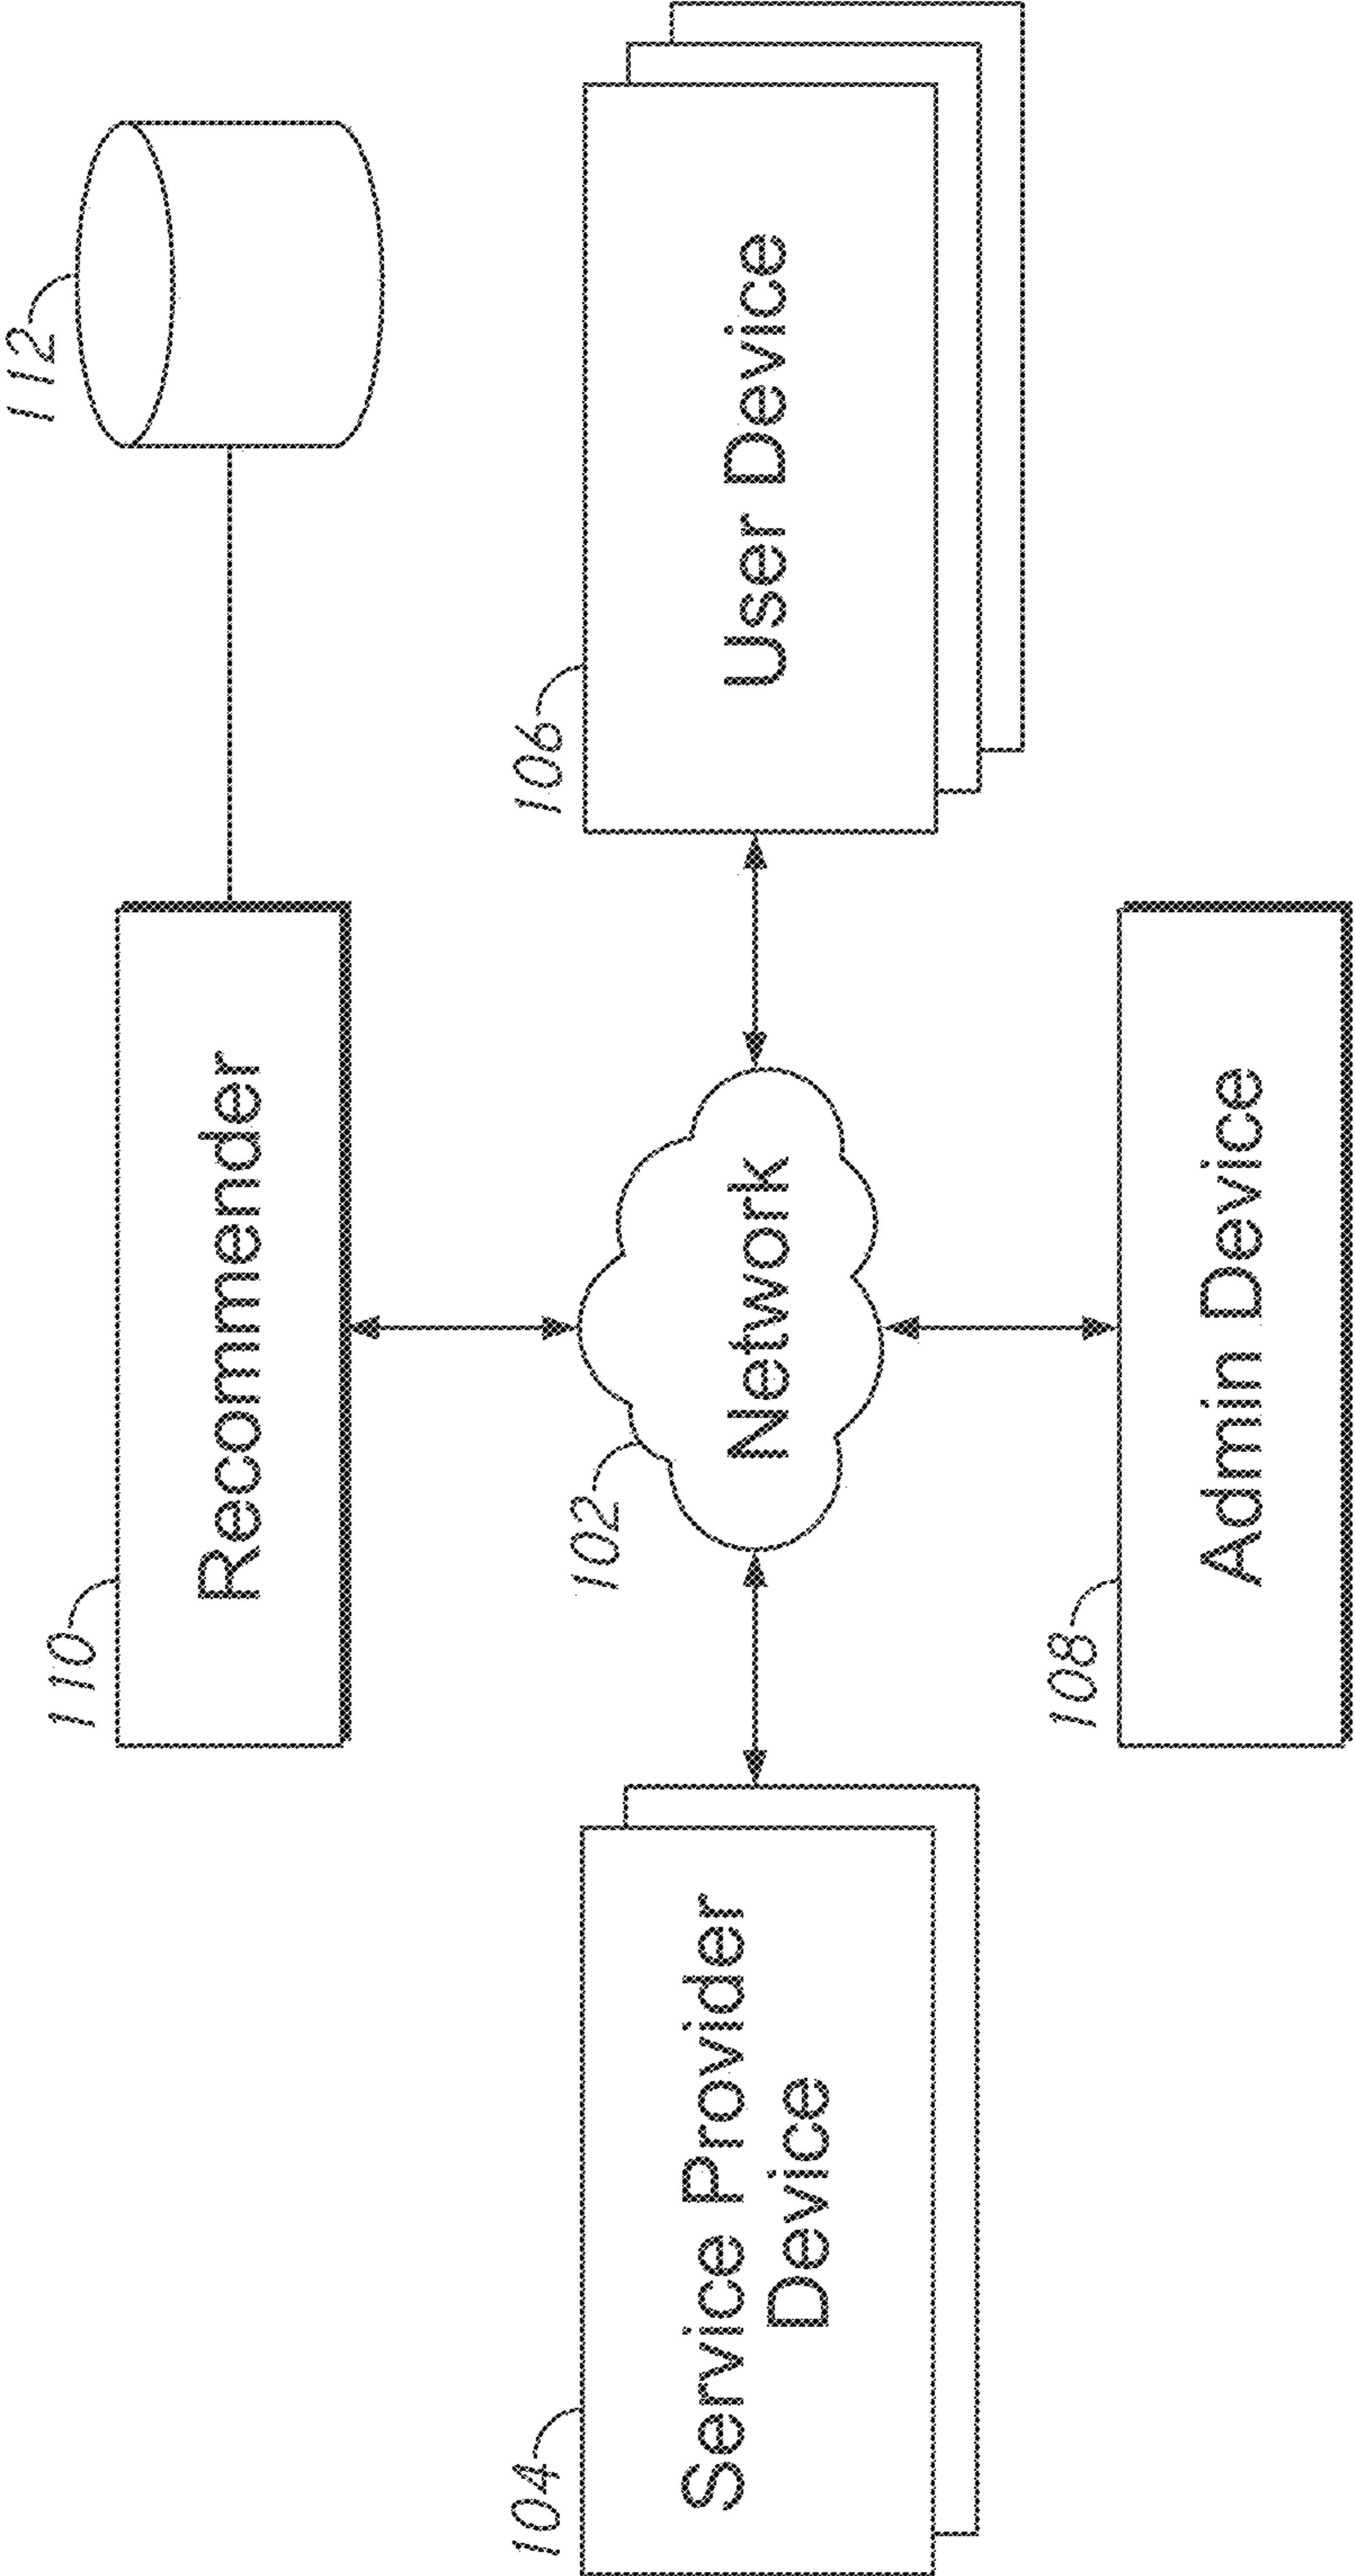 112
110
Recommender
102
Network
106
User Device
104
Service Provider
Device
108
Admin Device